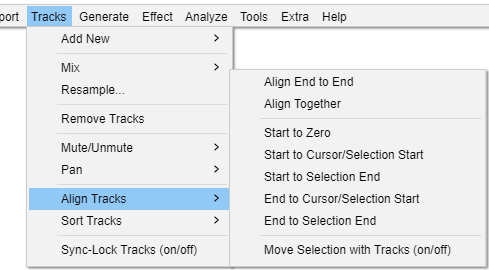 port Tracks Generate Effect Analyze Tools Extra Help
Add New
Mix
Resample...
Remove Tracks
Mute/Unmute
Pan
Align Tracks
Sort Tracks
Sync-Lock Tracks (on/off)
Align End to End
Align Together
Start to Zero
Start to Cursor/Selection Start
Start to Selection End
End to Cursor/Selection Start
End to Selection End
Move Selection with Tracks (on/off)